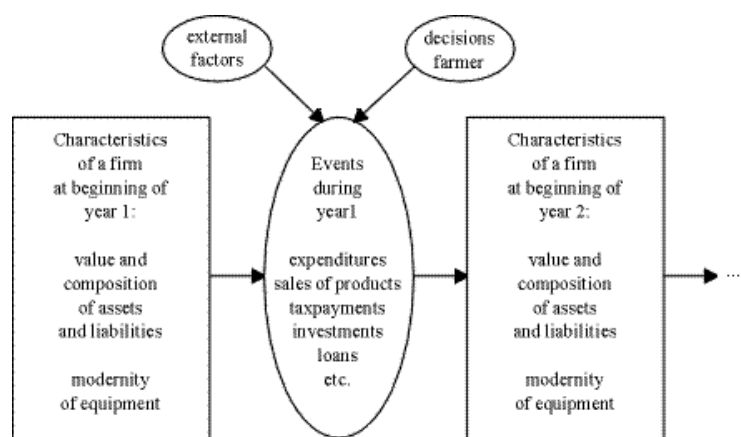 external
factors
decisions
farmer
Characteristics
of a firm
at beginning of
year 1:
value and
composition
of assets
and liabilities
modernity
of equipment
Events
during
year1
expenditures
sales of products
taxpayments
investments
loans
etc.
Characteristics
of a firm
at beginning of
year 2:
value and
composition
of assets
and liabilities
modernity
of equipment
...